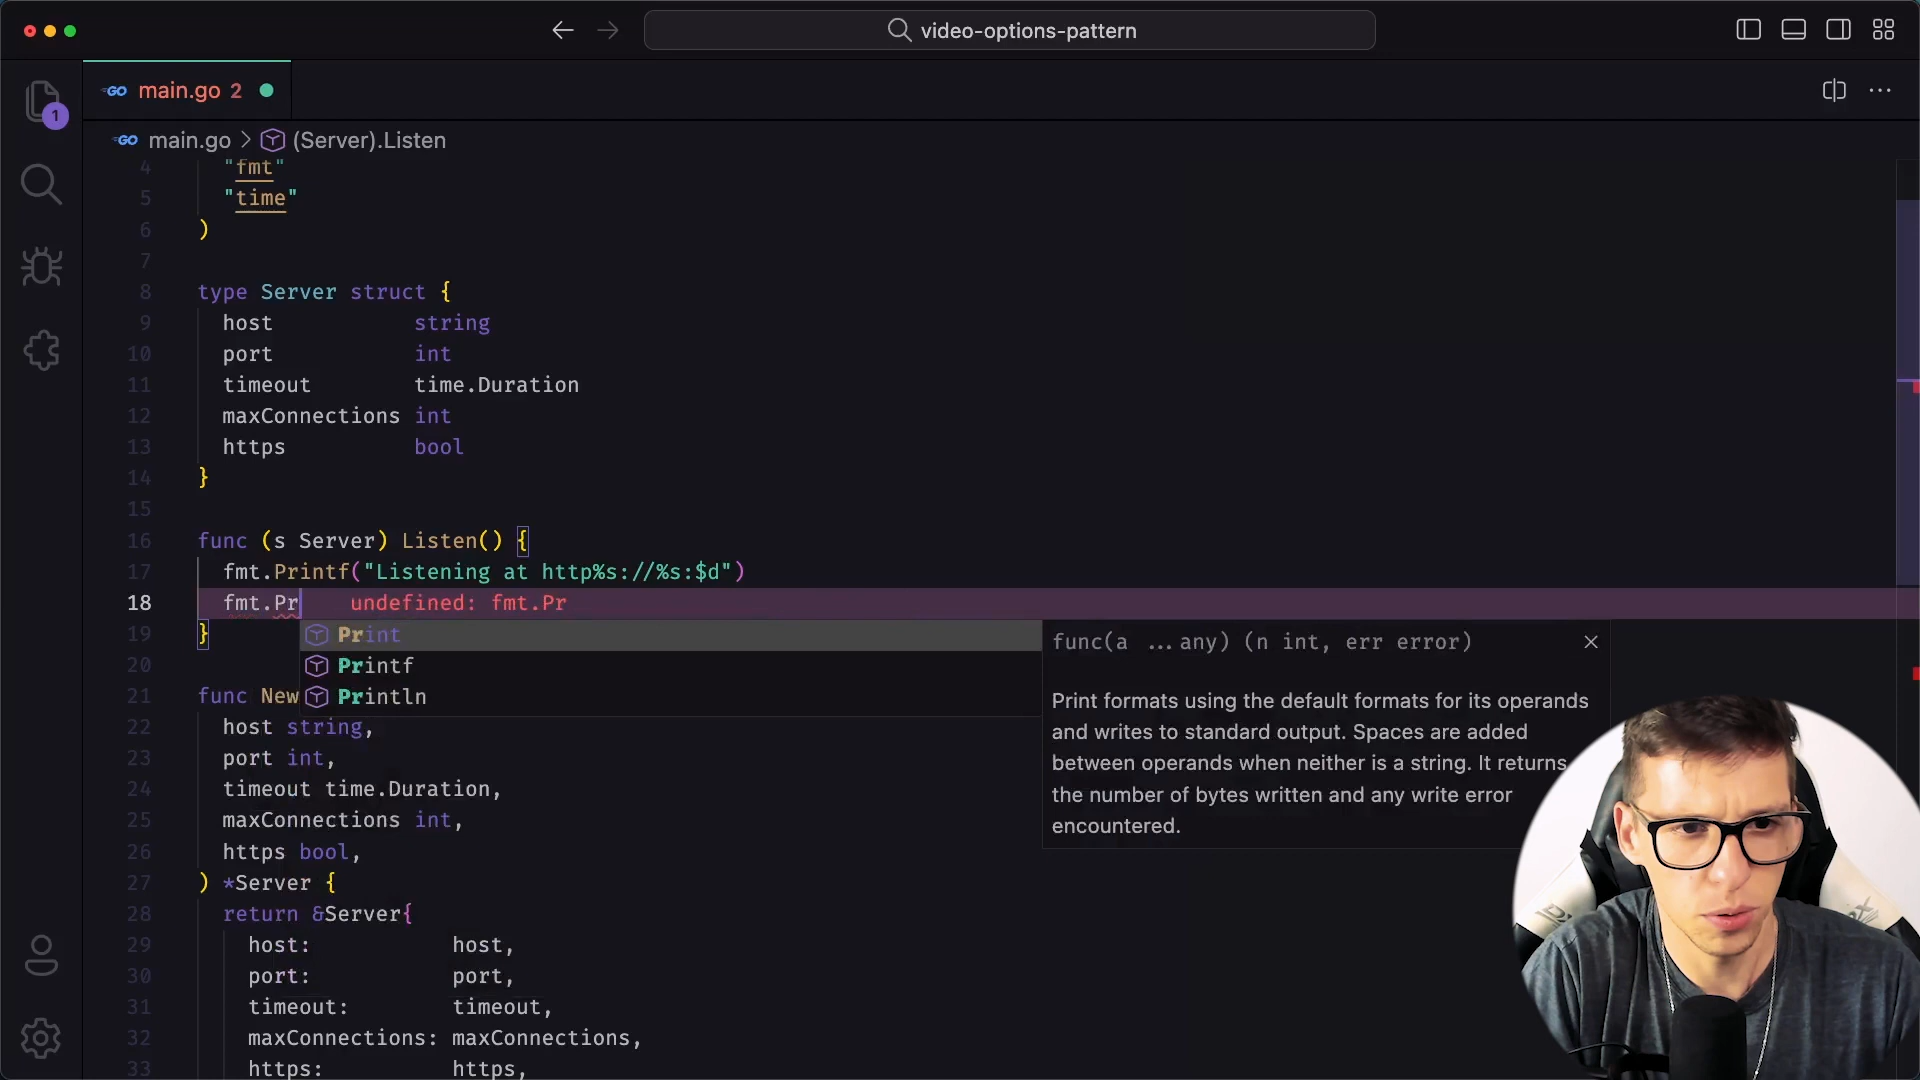 video-options-pattern
GO main.go 2
1
GO main.go > (Server).Listen
4 "fmt"
5 "time"
6 )
7
8 type Server struct {
9 host string
10 port int
11 timeout time.Duration
12 maxConnections int
13 https bool
14 }
15
16 func (s Server) Listen() {
17 fmt.Printf("Listening at http%s://%s:$d")
18 fmt.Pr undefined: fmt.Pr
19 }
Print
Printf
Println
func(a ...any) (n int, err error)
Print formats using the default formats for its operands
and writes to standard output. Spaces are added
between operands when neither is a string. It returns
the number of bytes written and any write error
encountered.
20
21 func New
22 host string,
23 port int,
24 timeout time.Duration,
25 maxConnections int,
26 https bool,
27 ) *Server {
28 return &Server{
29 host: host,
30 port: port,
31 timeout: timeout,
32 maxConnections: maxConnections,
33 https: https,